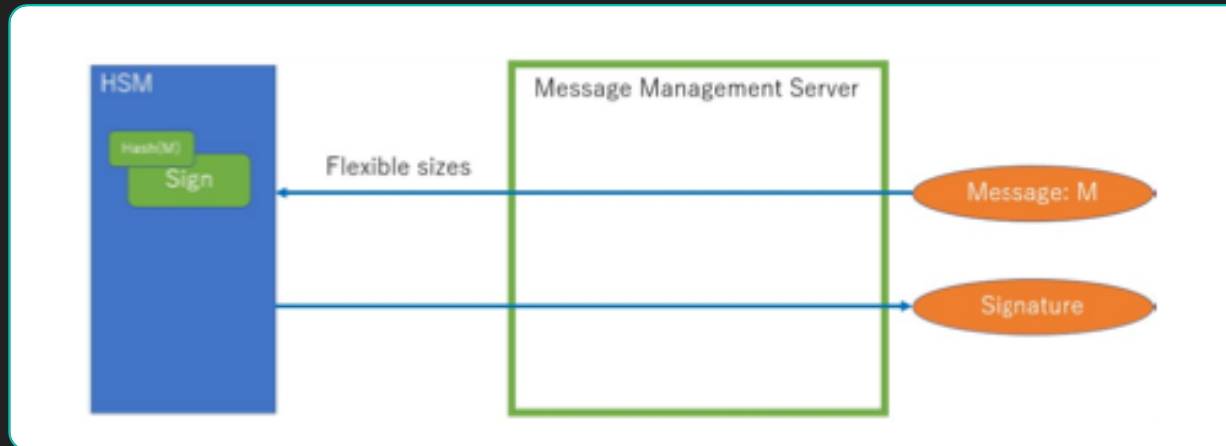 HSM
Message Management Server
Hash(M)
Sign
Flexible sizes
Message: M
Signature